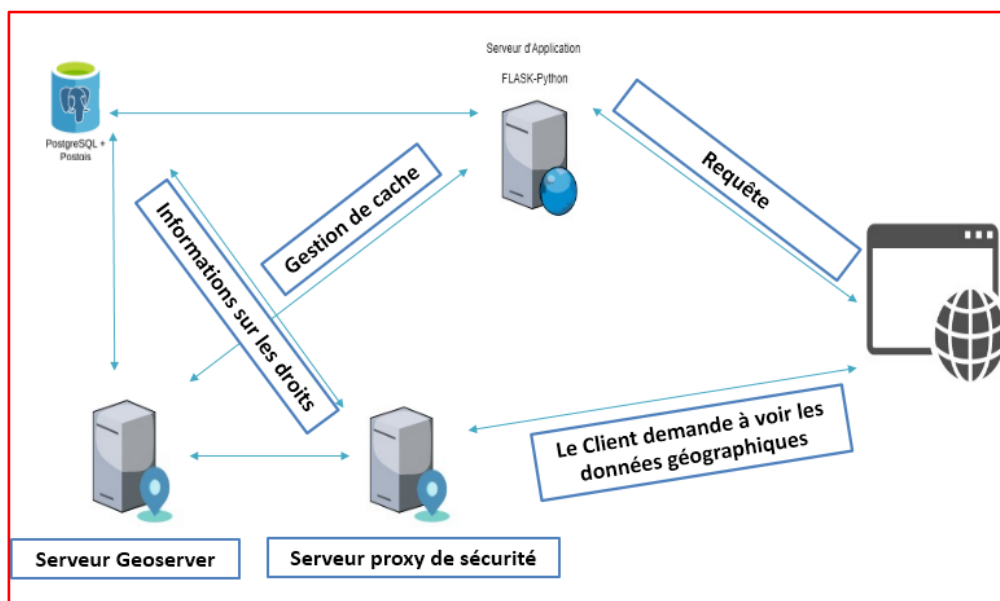 Serveur d'Application
FLASK-Python
PostgreSQL +
Postgis
Requête
Gestion de cache
Informations sur les droits
Le Client demande à voir les
données géographiques
Serveur Geoserver
Serveur proxy de sécurité